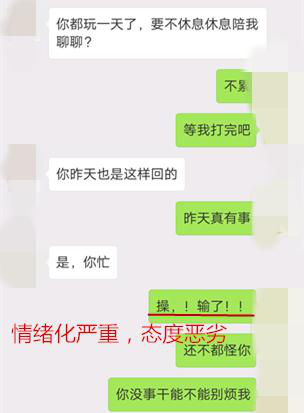 你都玩一天了，要不休息休息陪我
聊聊？
不累
等我打完吧
你昨天也是这样回的
昨天真有事
是，你忙
操，！输了！！
情绪化严重，态度恶劣
还不都怪你
你没事干能不能别烦我